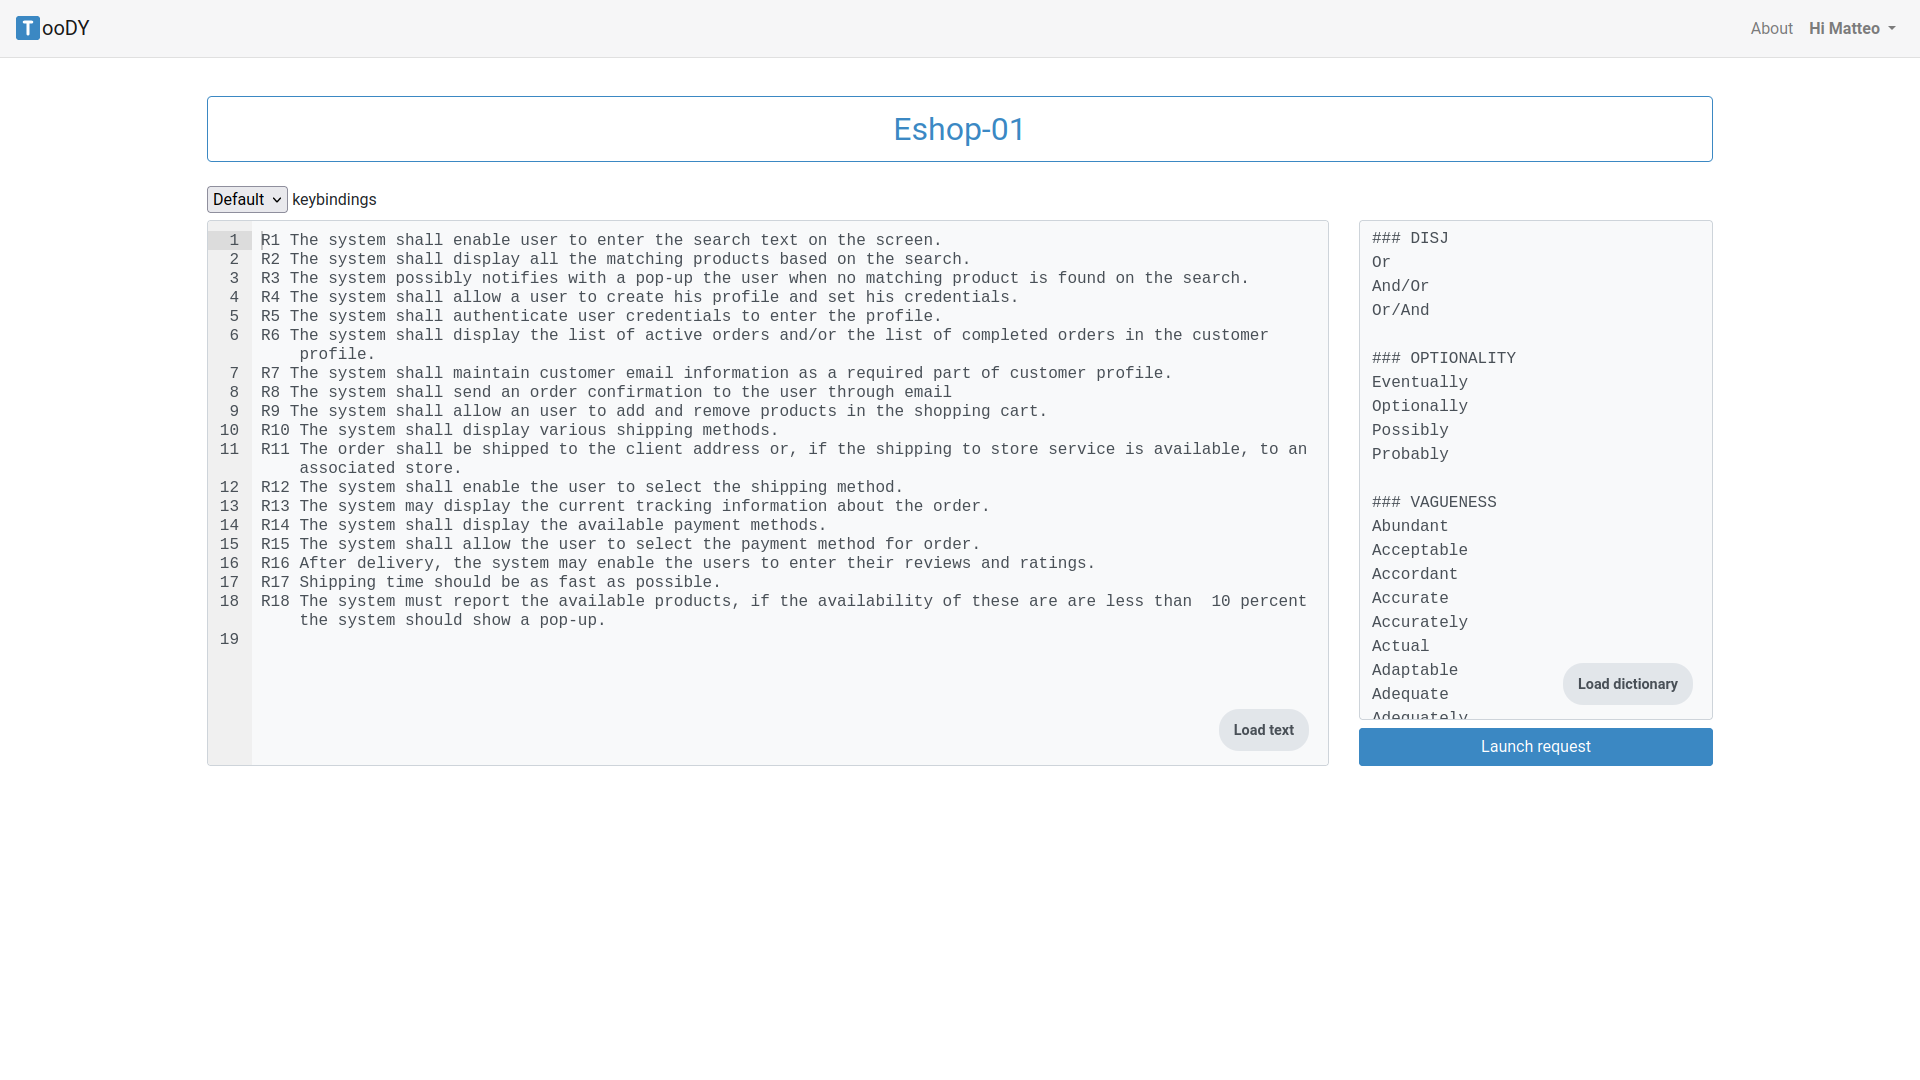 TooDY
About Hi Matteo
Eshop-01
Default keybindings
1 R1 The system shall enable user to enter the search text on the screen.
2 R2 The system shall display all the matching products based on the search.
3 R3 The system possibly notifies with a pop-up the user when no matching product is found on the search.
4 R4 The system shall allow a user to create his profile and set his credentials.
5 R5 The system shall authenticate user credentials to enter the profile.
6 R6 The system shall display the list of active orders and/or the list of completed orders in the customer
profile.
7 R7 The system shall maintain customer email information as a required part of customer profile.
8 R8 The system shall send an order confirmation to the user through email
9 R9 The system shall allow an user to add and remove products in the shopping cart.
10 R10 The system shall display various shipping methods.
11 R11 The order shall be shipped to the client address or, if the shipping to store service is available, to an
associated store.
12 R12 The system shall enable the user to select the shipping method.
13 R13 The system may display the current tracking information about the order.
14 R14 The system shall display the available payment methods.
15 R15 The system shall allow the user to select the payment method for order.
16 R16 After delivery, the system may enable the users to enter their reviews and ratings.
17 R17 Shipping time should be as fast as possible.
18 R18 The system must report the available products, if the availability of these are are less than  10 percent
the system should show a pop-up.
19
Load text
### DISJ
Or
And/Or
Or/And
### OPTIONALITY
Eventually
Optionally
Possibly
Probably
### VAGUENESS
Abundant
Acceptable
Accordant
Accurate
Accurately
Actual
Adaptable
Adequate
Adequately
Load dictionary
Launch request